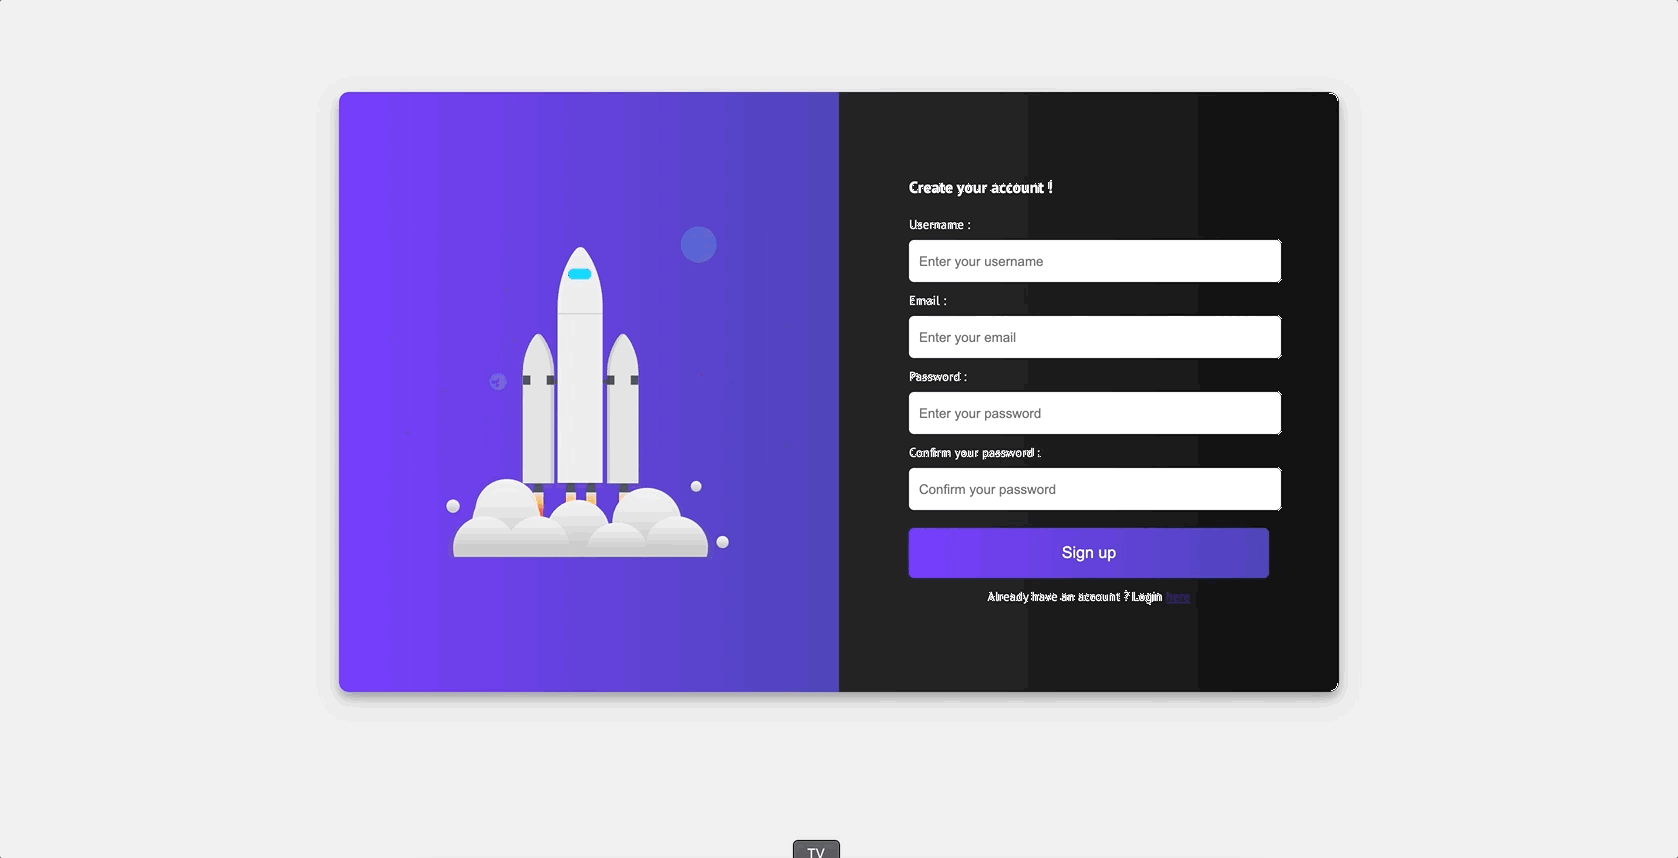 Create your account !
Username :
Enter your username
Email :
Enter your email
Password :
Enter your password
Confirm your password :
Confirm your password
Sign up
Already have an account ? Login here
TV